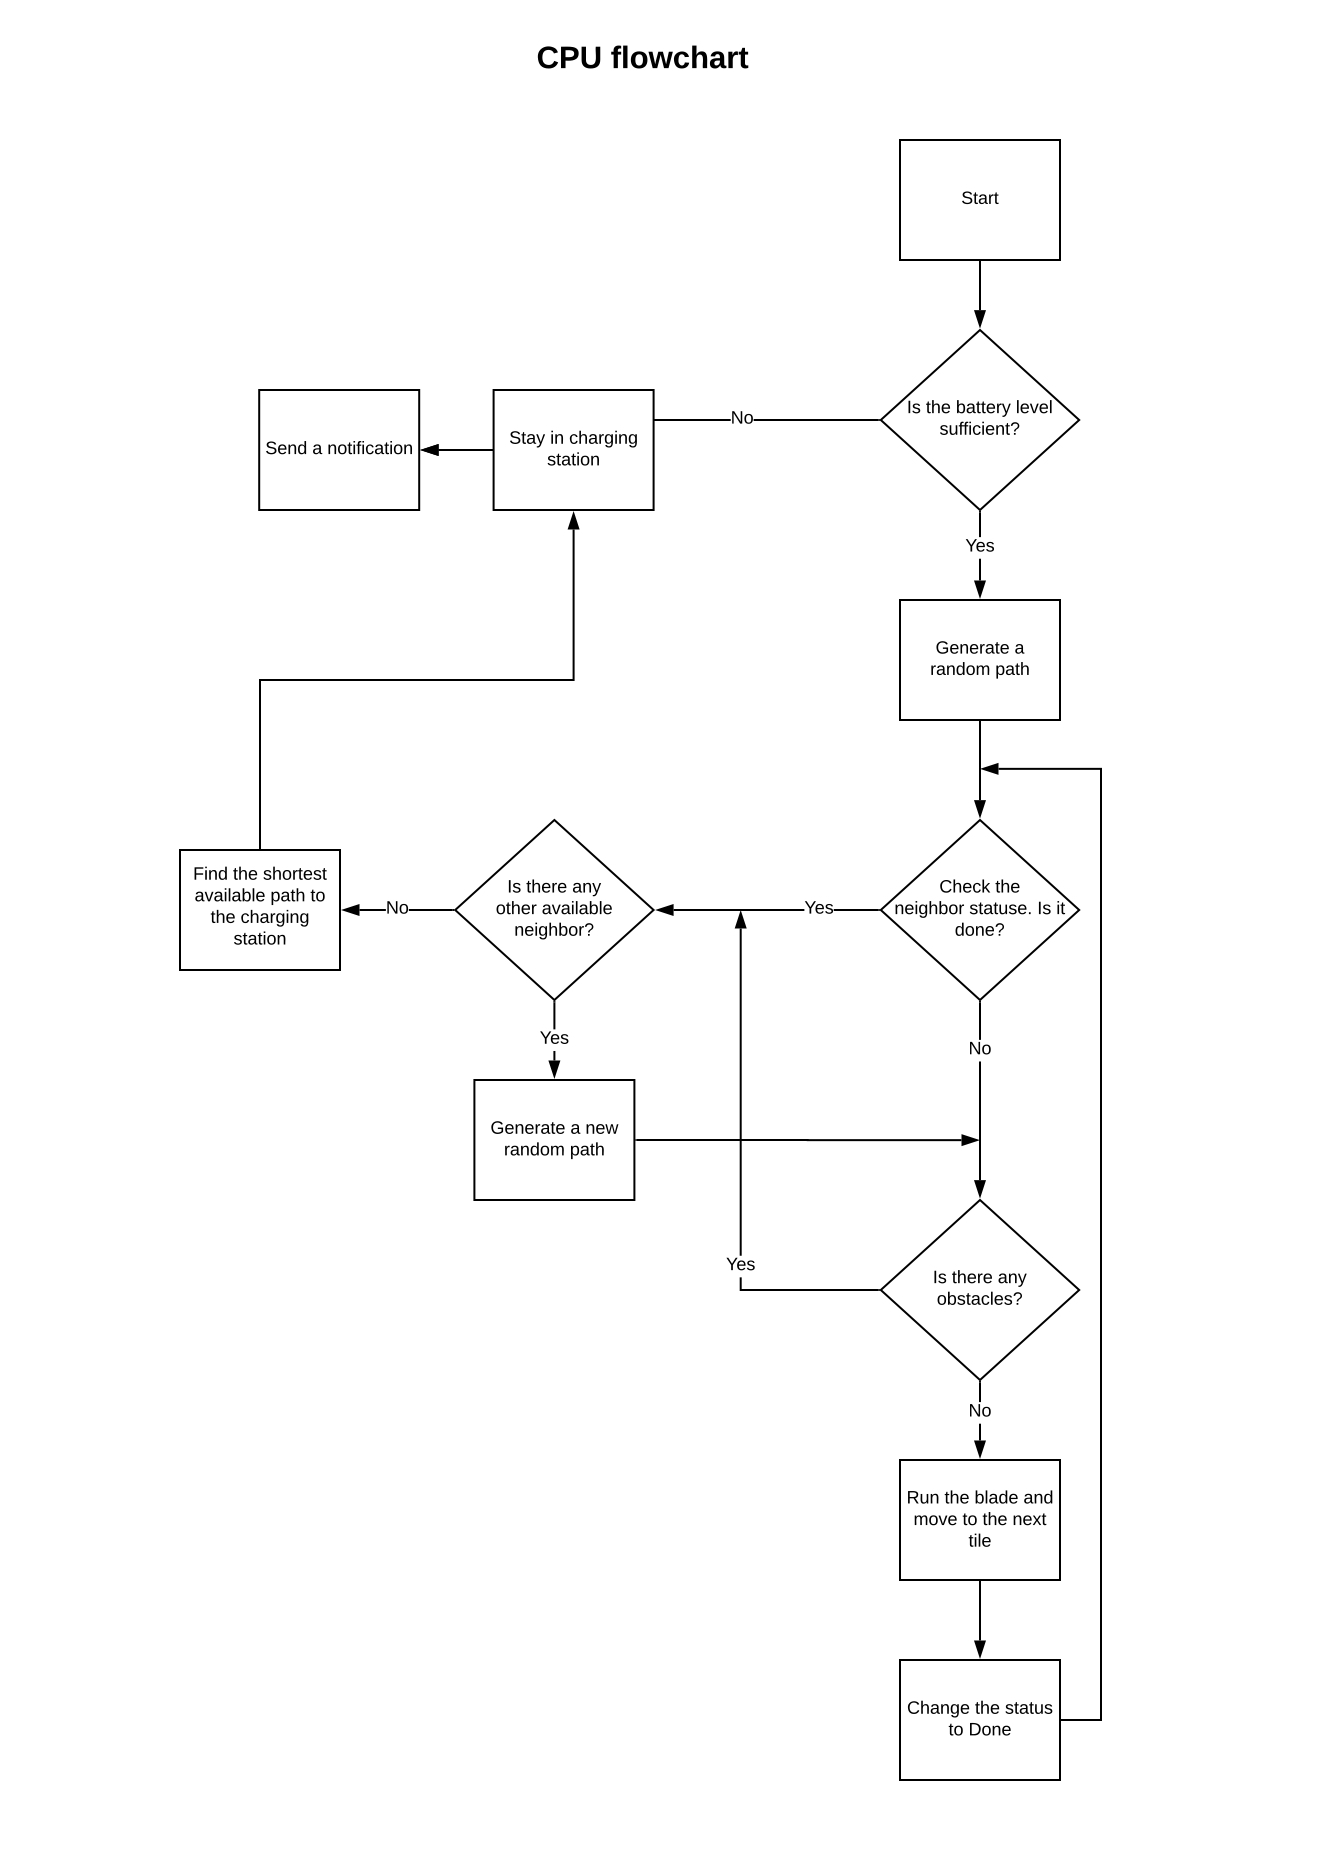 CPU flowchart
Start
Is the battery level
sufficient?
No
Stay in charging
station
Send a notification
Yes
Generate a
random path
Check the
neighbor statuse. Is it
done?
Yes
Is there any
other available
neighbor?
No
Find the shortest
available path to
the charging
station
Yes
Generate a new
random path
No
Is there any
obstacles?
Yes
No
Run the blade and
move to the next
tile
Change the status
to Done